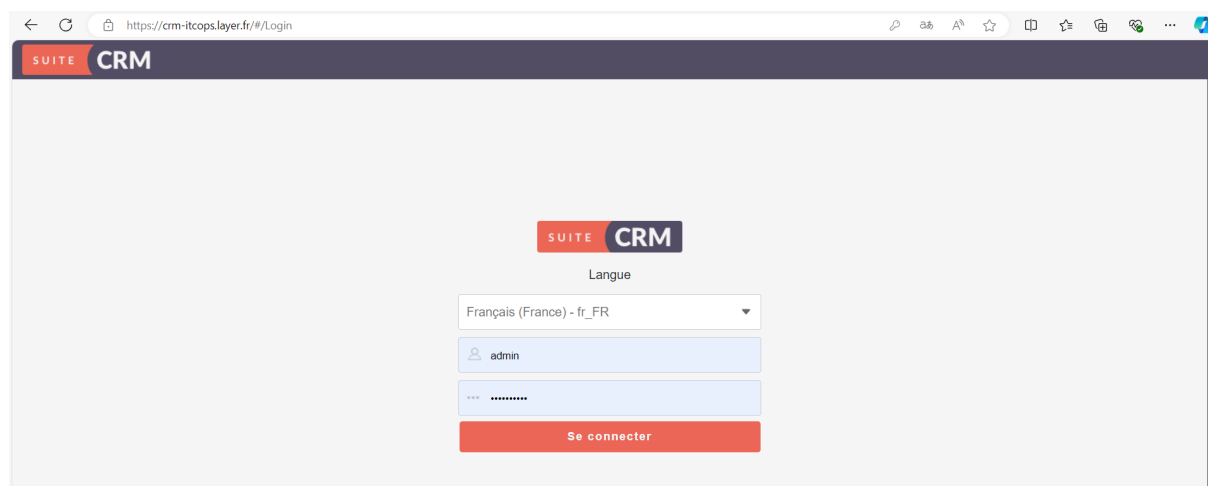 https://crm-itcops.layer.fr/#/Login
SUITE CRM
SUITE CRM
Langue
Français (France) - fr_FR
admin
••••••••••
Se connecter